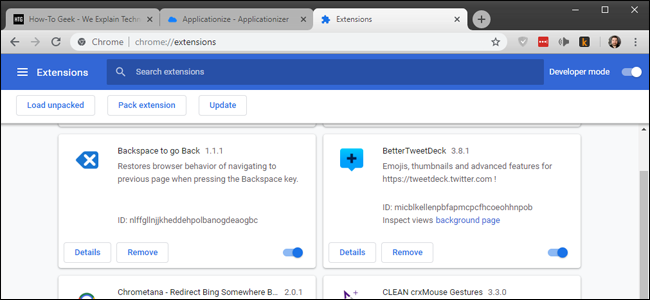 HTG How-To Geek - We Explain Techn
Applicationize - Applicationizer
Extensions
Chrome | chrome://extensions
Extensions
Search extensions
Developer mode
Load unpacked
Pack extension
Update
Backspace to go Back 1.1.1
Restores browser behavior of navigating to
previous page when pressing the Backspace key.
ID: nlffgllnjjkheddehpolbanogdeaogbc
Details
Remove
BetterTweetDeck 3.8.1
Emojis, thumbnails and advanced features for
https://tweetdeck.twitter.com !
ID: micblkellenpbfapmcpcfhcoeohhnpob
Inspect views background page
Details
Remove
Chrometana - Redirect Bing Somewhere B... 2.0.1
CLEAN crxMouse Gestures 3.3.0